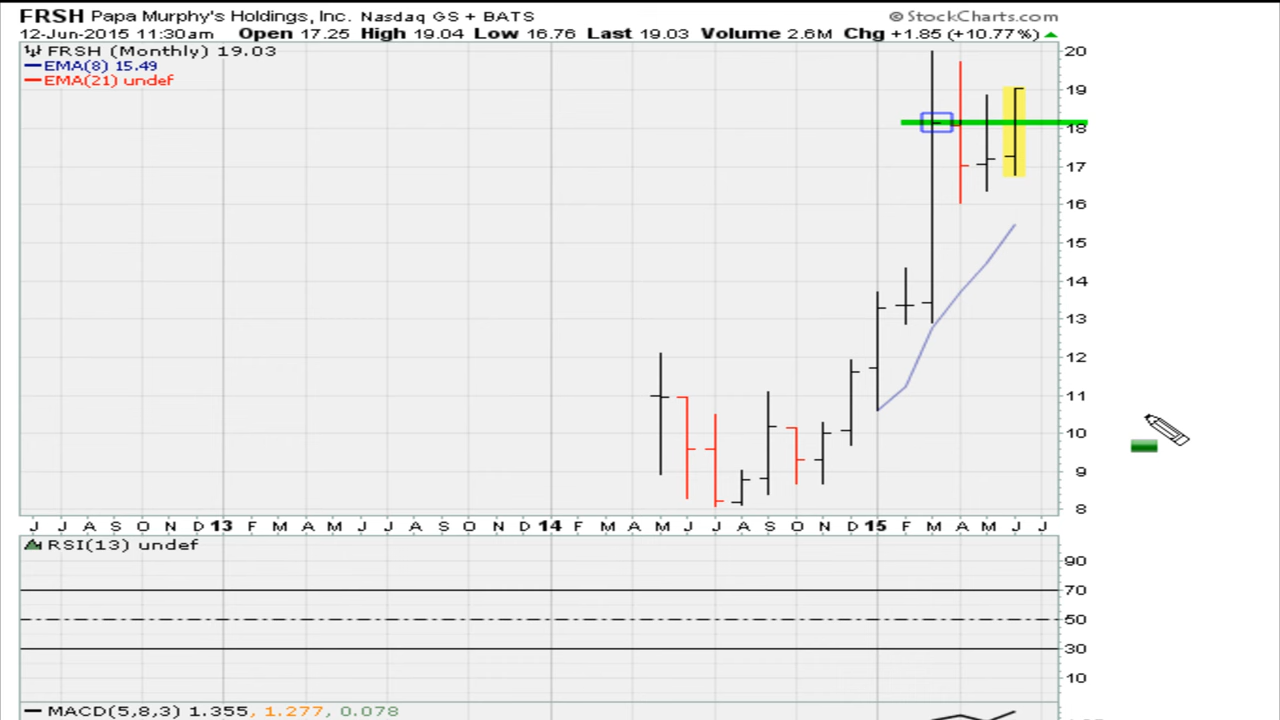 FRSH Papa Murphy's Holdings, Inc. Nasdaq GS + BATS © StockCharts.com
12-Jun-2015 11:30am Open 17.25 High 19.04 Low 16.76 Last 19.03 Volume 2.6M Chg +1.85 (+10.77%)
FRSH (Monthly) 19.03
EMA(8) 15.49
EMA(21) undef
20
19
18
17
16
15
14
13
12
11
10
9
8
J J A S O N D 13 F M A M J J A S O N D 14 F M A M J J A S O N D 15 F M A M J J
RSI(13) undef
90
70
50
30
10
MACD(5,8,3) 1.355, 1.277, 0.078